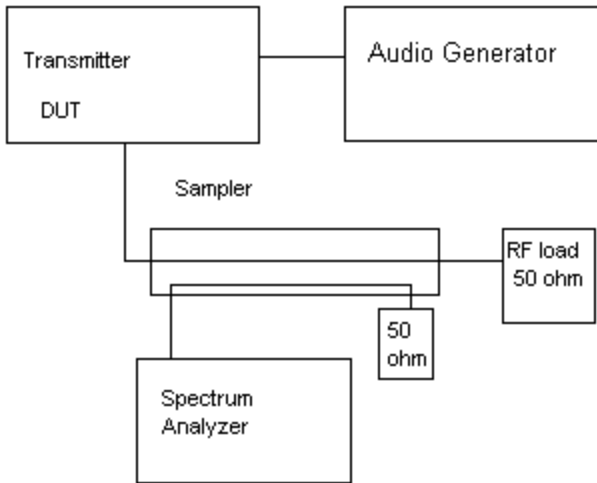 Transmitter
DUT
Audio Generator
Sampler
RF load
50 ohm
50
ohm
Spectrum
Analyzer